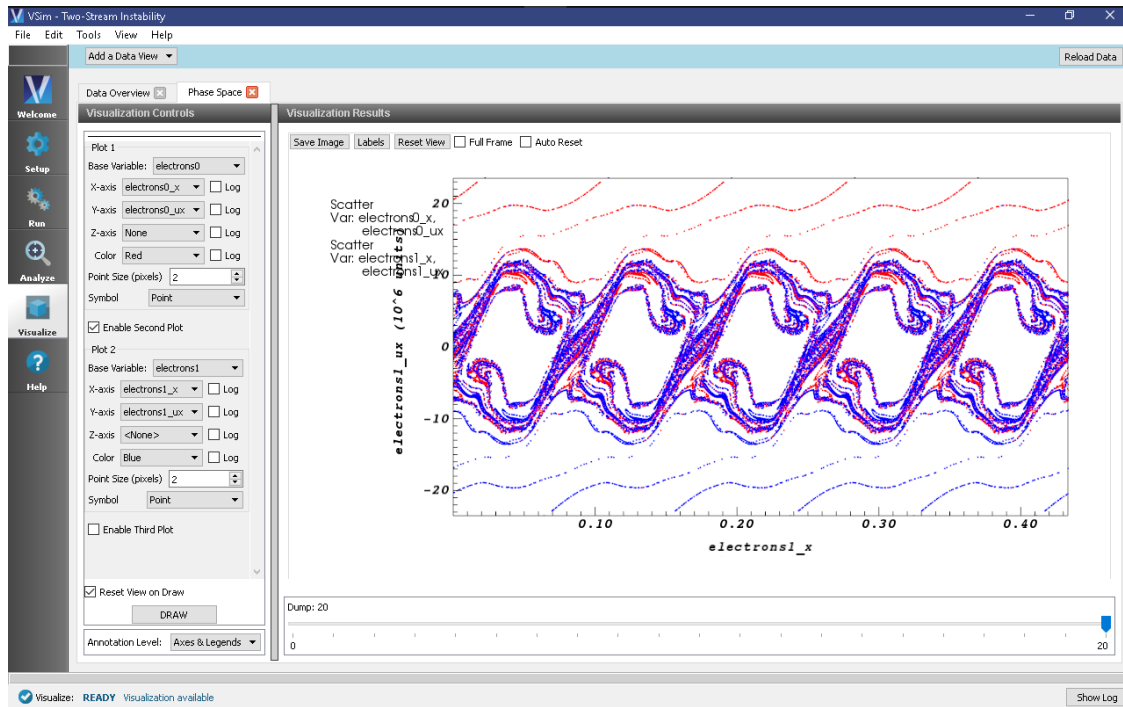 VSim - Two-Stream Instability
File Edit Tools View Help
Add a Data View
Reload Data
Welcome
Setup
Run
Analyze
Visualize
Help
Data Overview
Phase Space
Visualization Controls
Plot 1
Base Variable: electrons0
X-axis electrons0_x Log
Y-axis electrons0_ux Log
Z-axis None Log
Color Red Log
Point Size (pixels) 2
Symbol Point
Enable Second Plot
Plot 2
Base Variable: electrons1
X-axis electrons1_x Log
Y-axis electrons1_ux Log
Z-axis <None> Log
Color Blue Log
Point Size (pixels) 2
Symbol Point
Enable Third Plot
Reset View on Draw
DRAW
Annotation Level: Axes & Legends
Visualization Results
Save Image Labels Reset View Full Frame Auto Reset
Scatter
Var: electrons0_x,
electrons0_ux
Scatter
Var: electrons1_x,
electrons1_ux
electrons1_ux (10^6 units)
20
10
0
-10
-20
0.10 0.20 0.30 0.40
electrons1_x
Dump: 20
0 20
Visualize: READY Visualization available
Show Log